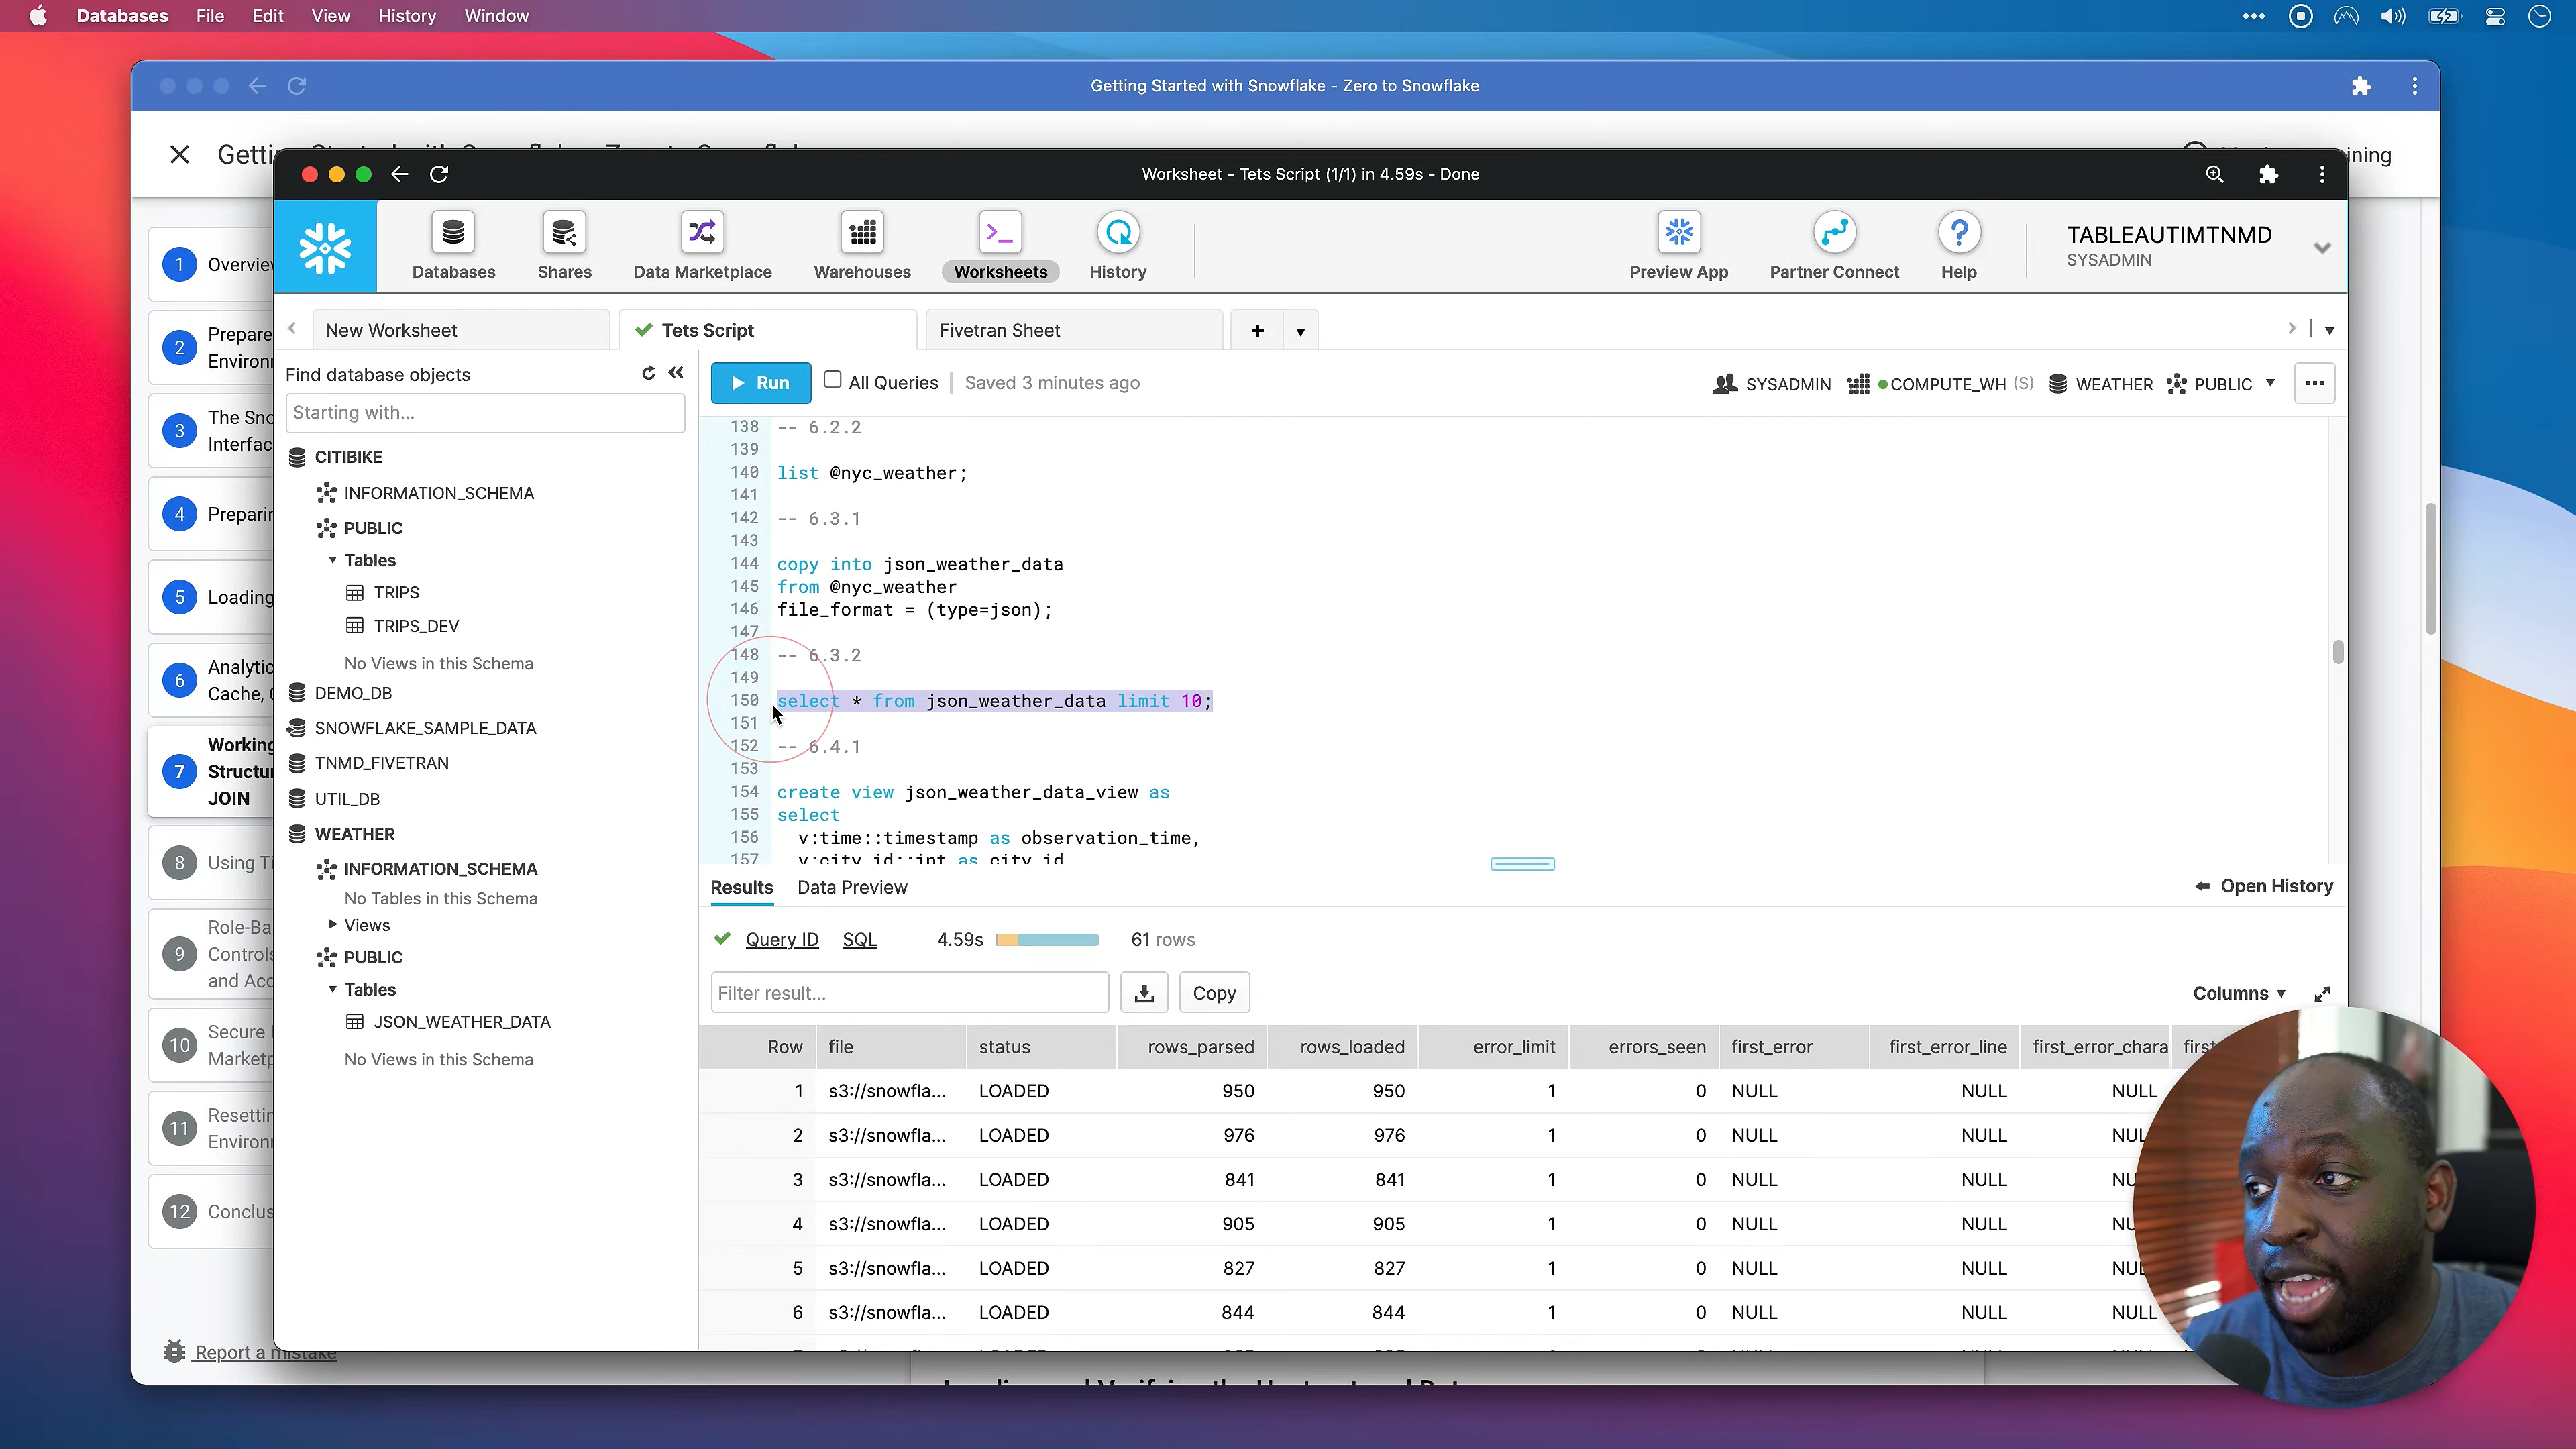 Databases File Edit View History Window
Getting Started with Snowflake - Zero to Snowflake
Worksheet - Tets Script (1/1) in 4.59s - Done
Databases
Shares
Data Marketplace
Warehouses
Worksheets
History
Preview App
Partner Connect
Help
TABLEAUTIMTNMD
SYSADMIN
1
2
3
4
5
6
7
JOIN
8
9
10
11
12
Report a mistake
New Worksheet
Tets Script
Fivetran Sheet
Find database objects
Starting with...
CITIBIKE
INFORMATION_SCHEMA
PUBLIC
Tables
TRIPS
TRIPS_DEV
No Views in this Schema
DEMO_DB
SNOWFLAKE_SAMPLE_DATA
TNMD_FIVETRAN
UTIL_DB
WEATHER
INFORMATION_SCHEMA
No Tables in this Schema
Views
PUBLIC
Tables
JSON_WEATHER_DATA
No Views in this Schema
Run All Queries Saved 3 minutes ago SYSADMIN COMPUTE_WH (S) WEATHER PUBLIC
138 -- 6.2.2
139
140 list @nyc_weather;
141
142 -- 6.3.1
143
144 copy into json_weather_data
145 from @nyc_weather
146 file_format = (type=json);
147
148 -- 6.3.2
149
150 select * from json_weather_data limit 10;
151
152 -- 6.4.1
153
154 create view json_weather_data_view as
155 select
156 v:time::timestamp as observation_time,
157 v:city_id::int as city_id
Results Data Preview Open History
Query ID SQL 4.59s 61 rows
Filter result... Copy Columns
Row file status rows_parsed rows_loaded error_limit errors_seen first_error first_error_line first_error_chara
1 s3://snowfla... LOADED 950 950 1 0 NULL NULL NULL
2 s3://snowfla... LOADED 976 976 1 0 NULL NULL
3 s3://snowfla... LOADED 841 841 1 0 NULL NULL
4 s3://snowfla... LOADED 905 905 1 0 NULL NULL
5 s3://snowfla... LOADED 827 827 1 0 NULL NULL
6 s3://snowfla... LOADED 844 844 1 0 NULL NULL NULL